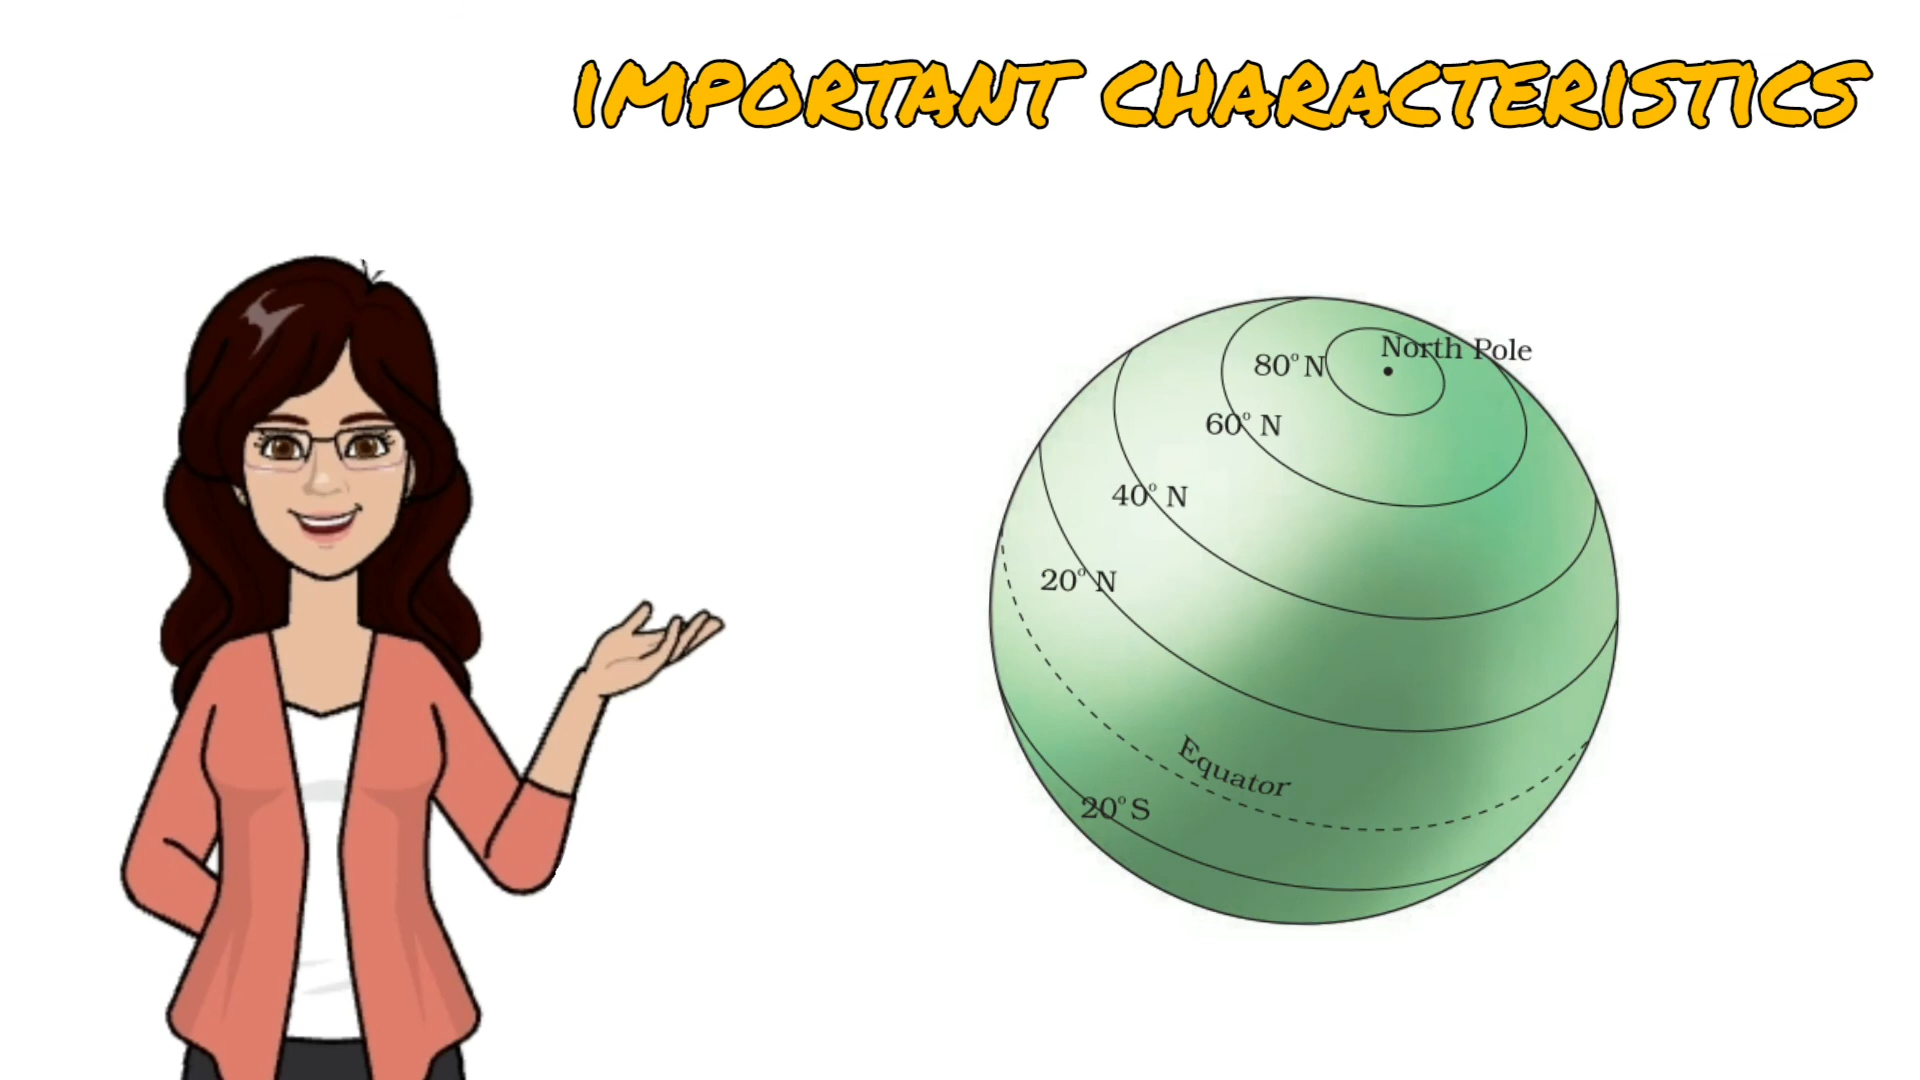 IMPORTANT CHARACTERISTICS
North Pole
80° N
60° N
40° N
20° N
Equator
20° S